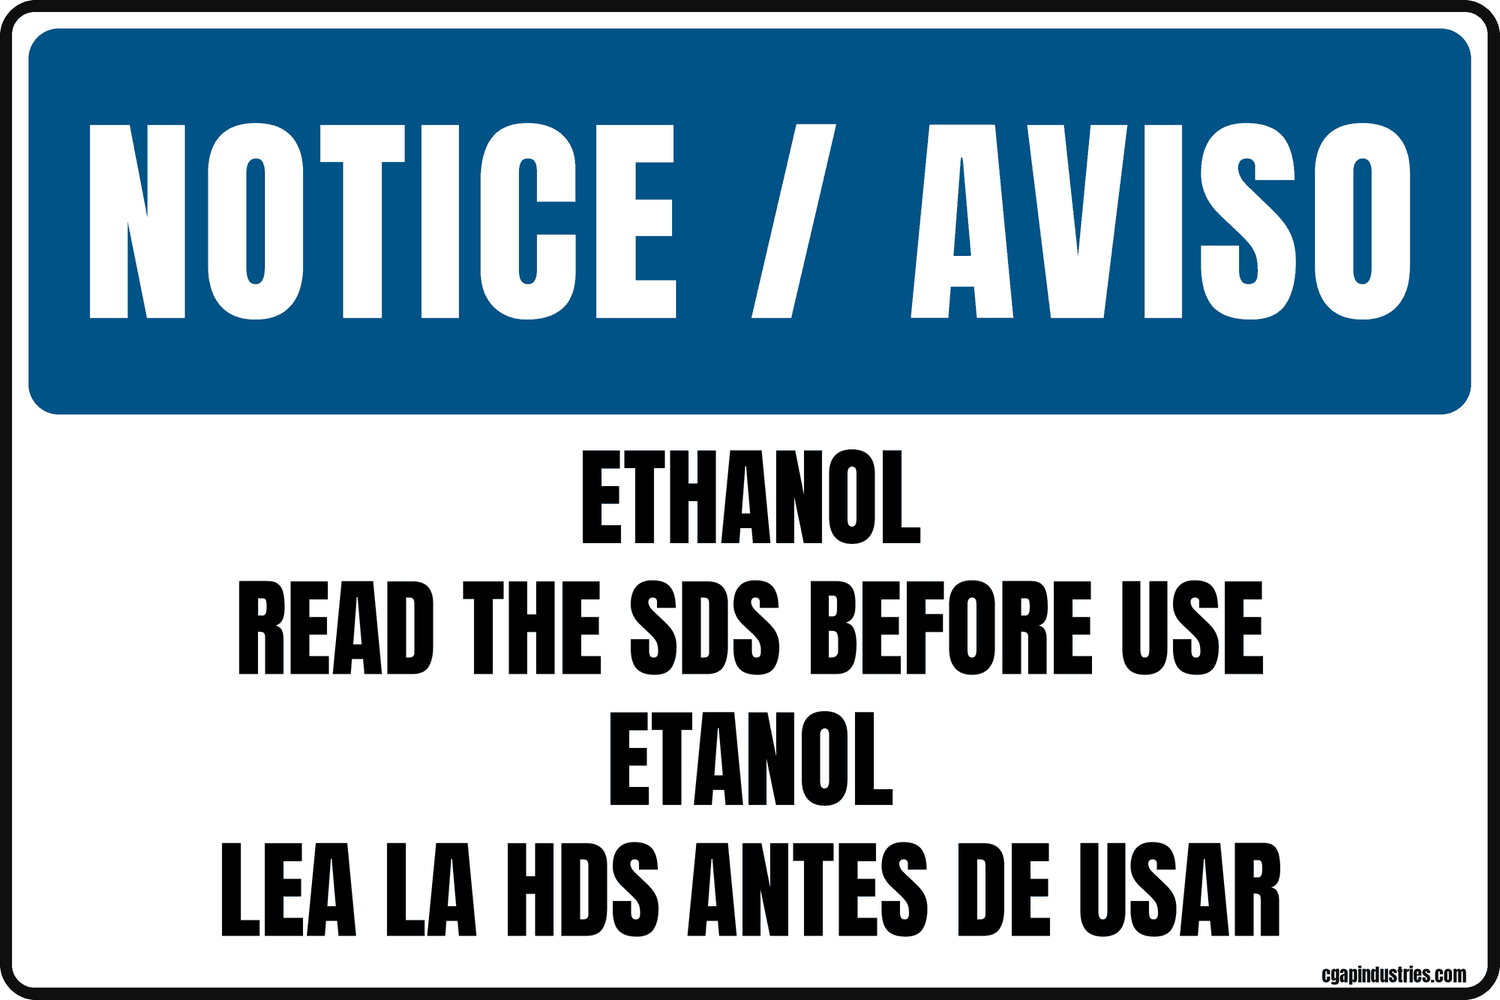 NOTICE / AVISO
ETHANOL
READ THE SDS BEFORE USE
ETANOL
LEA LA HDS ANTES DE USAR
cgapindustries.com